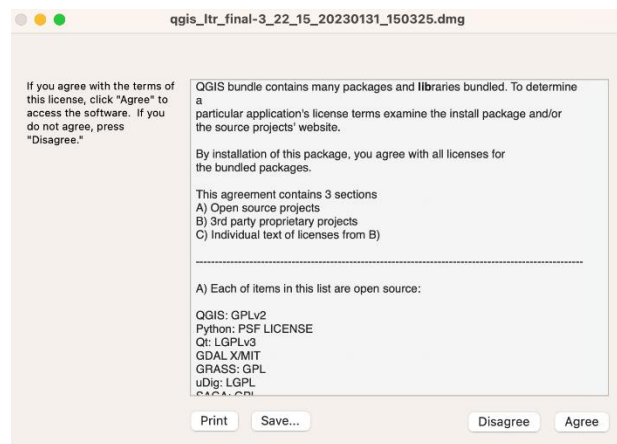 qgis_ltr_final-3_22_15_20230131_150325.dmg
If you agree with the terms of
this license, click "Agree" to
access the software. If you
do not agree, press
"Disagree."
QGIS bundle contains many packages and libraries bundled. To determine
a
particular application's license terms examine the install package and/or
the source projects' website.
By installation of this package, you agree with all licenses for
the bundled packages.
This agreement contains 3 sections
A) Open source projects
B) 3rd party proprietary projects
C) Individual text of licenses from B)
----------------------------------------------------------------------------------------------------
A) Each of items in this list are open source:
QGIS: GPLv2
Python: PSF LICENSE
Qt: LGPLv3
GDAL X/MIT
GRASS: GPL
uDig: LGPL
SAGA: GPL
Print Save... Disagree Agree